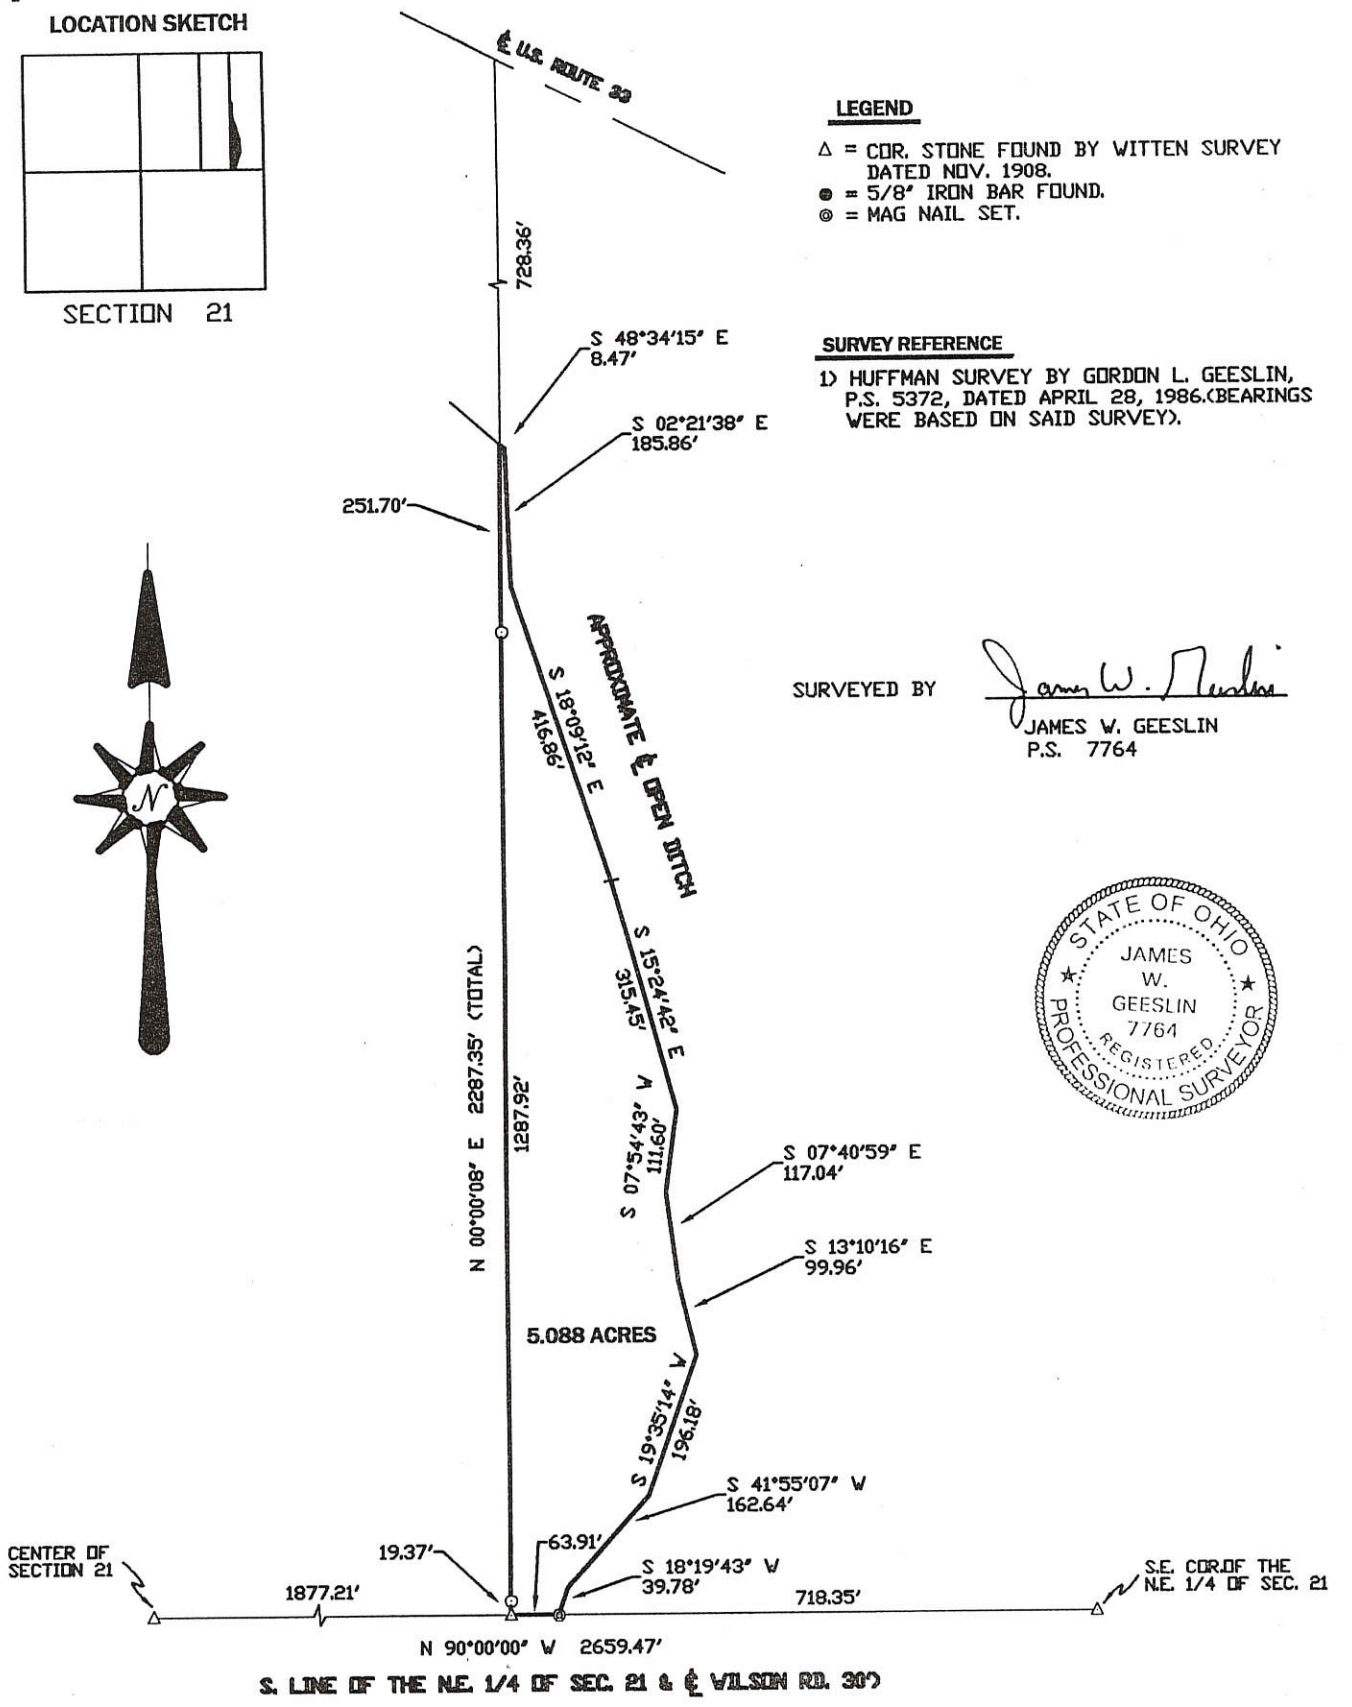 LOCATION SKETCH
SECTION 21
℄ U.S. ROUTE 33
LEGEND
△ = COR. STONE FOUND BY WITTEN SURVEY
DATED NOV. 1908.
● = 5/8" IRON BAR FOUND.
◎ = MAG NAIL SET.
728.36'
S 48°34'15" E
8.47'
SURVEY REFERENCE
1) HUFFMAN SURVEY BY GORDON L. GEESLIN,
P.S. 5372, DATED APRIL 28, 1986.(BEARINGS
WERE BASED ON SAID SURVEY).
S 02°21'38" E
185.86'
251.70'
APPROXIMATE ℄ OPEN DITCH
S 18°09'12" E
416.86'
N
SURVEYED BY
James W. Geeslin
JAMES W. GEESLIN
P.S. 7764
STATE OF OHIO
JAMES
W.
GEESLIN
7764
REGISTERED
PROFESSIONAL SURVEYOR
S 15°24'42" E
315.45'
N 00°00'08" E 2287.35' (TOTAL)
1287.92'
S 07°54'43" W
111.60'
S 07°40'59" E
117.04'
S 13°10'16" E
99.96'
5.088 ACRES
S 19°35'14" W
196.18'
S 41°55'07" W
162.64'
19.37'
63.91'
S 18°19'43" W
39.78'
CENTER OF
SECTION 21
1877.21'
718.35'
S.E. COR.OF THE
N.E. 1/4 OF SEC. 21
N 90°00'00" W 2659.47'
S. LINE OF THE N.E. 1/4 OF SEC. 21 & ℄ WILSON RD. 30')